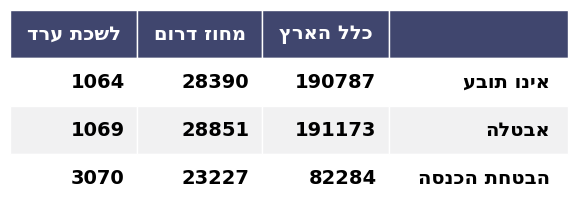 כלל הארץ מחוז דרום לשכת ערד
אינו תובע 190787 28390 1064
אבטלה 191173 28851 1069
הבטחת הכנסה 82284 23227 3070